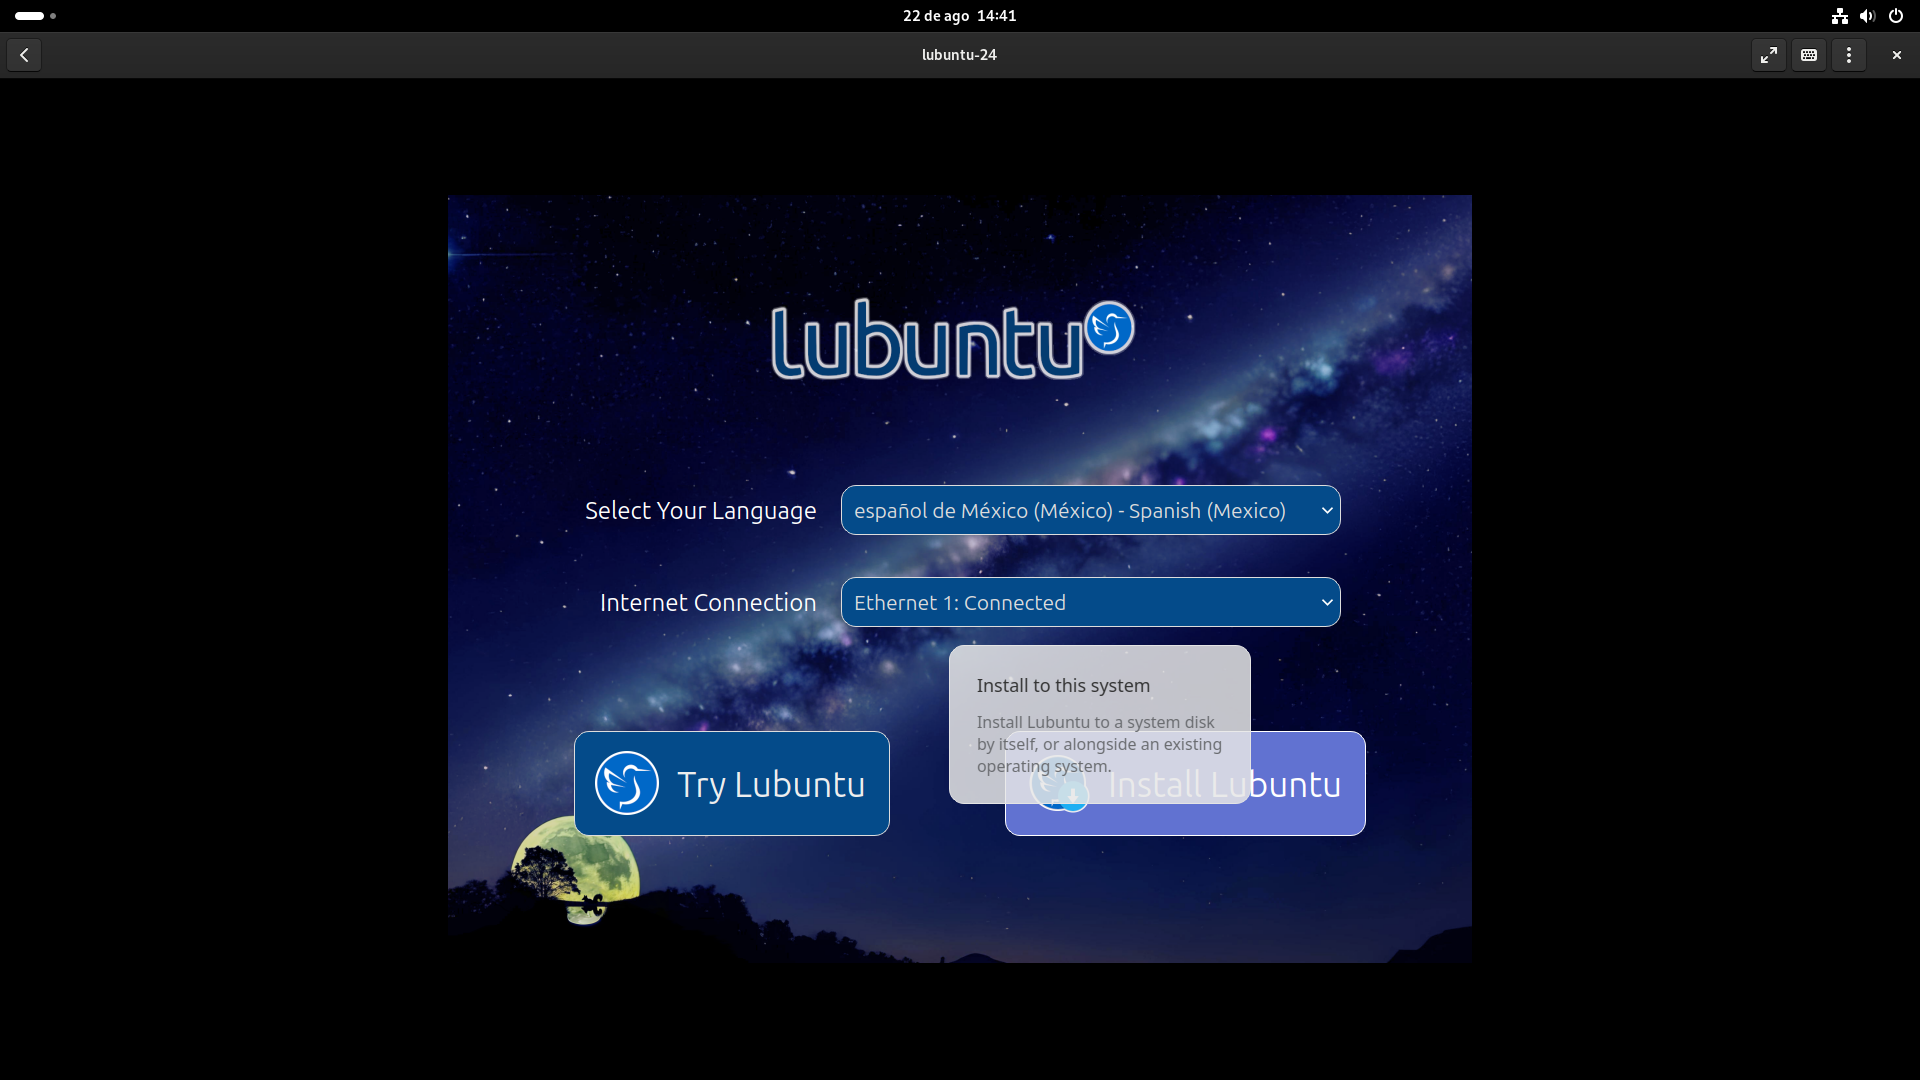 22 de ago 14:41
lubuntu-24
lubuntu
Select Your Language
español de México (México) - Spanish (Mexico)
Internet Connection
Ethernet 1: Connected
Install to this system
Install Lubuntu to a system disk
by itself, or alongside an existing
operating system.
Try Lubuntu
Install Lubuntu